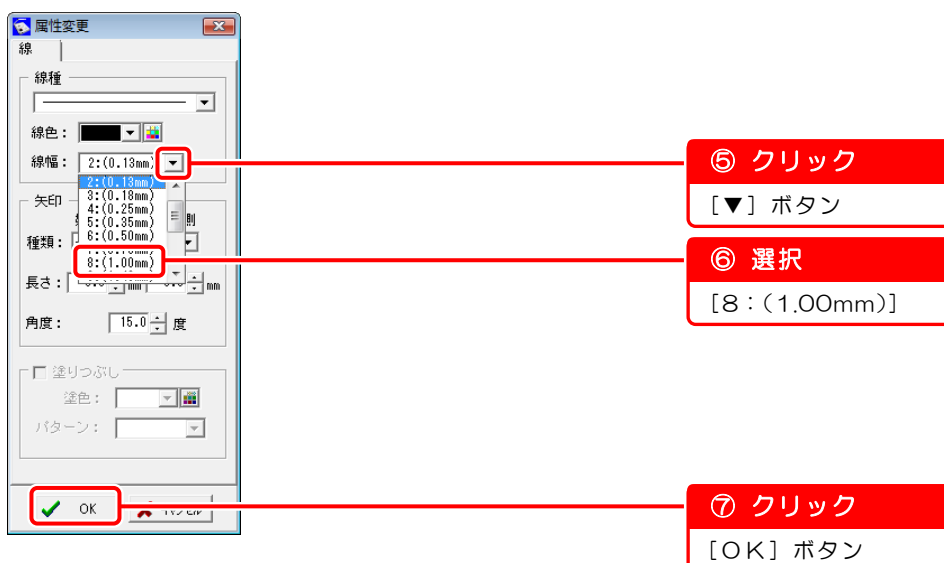 属性変更
線
線種
線色：
線幅： 2:(0.13mm)
2:(0.13mm)
3:(0.18mm)
4:(0.25mm)
5:(0.35mm)
6:(0.50mm)
8:(1.00mm)
矢印
側
種類：
長さ： mm mm
角度： 15.0 度
塗りつぶし
塗色：
パターン：
OK
⑤ クリック
［▼］ボタン
⑥ 選択
［8：（1.00mm）］
⑦ クリック
［ＯＫ］ボタン